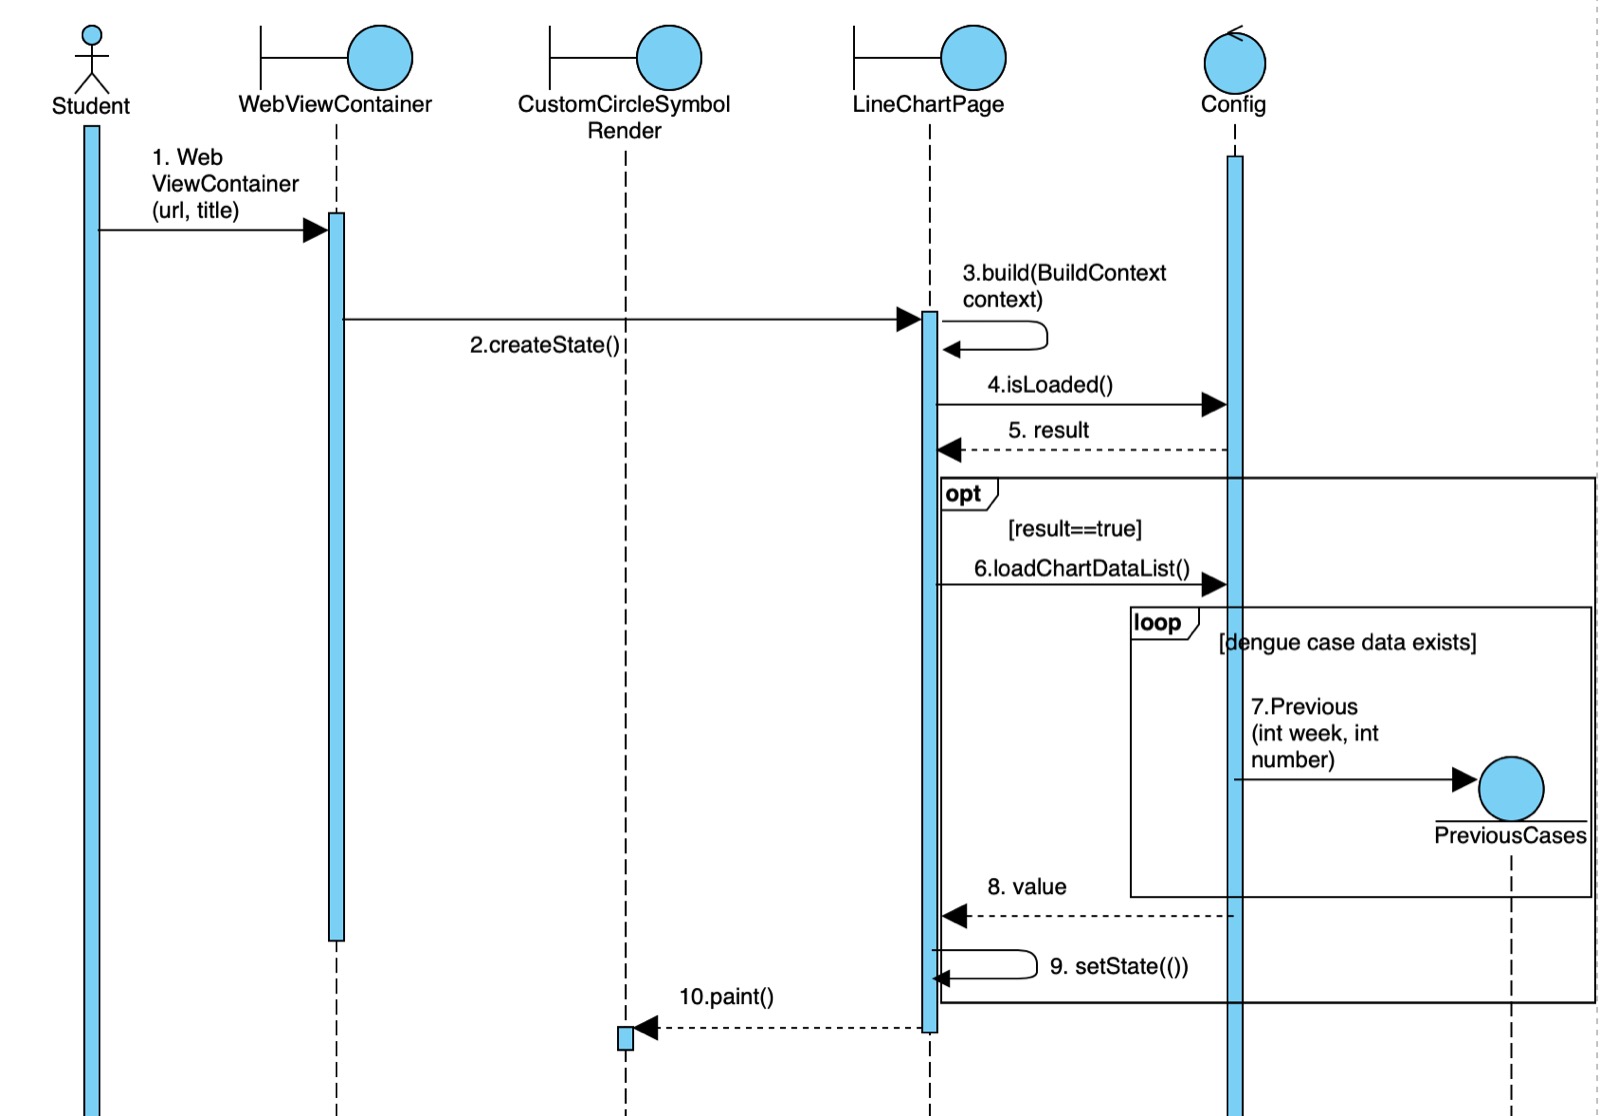 Student
WebViewContainer
CustomCircleSymbol
Render
LineChartPage
Config
1. Web
ViewContainer
(url, title)
3.build(BuildContext
context)
2.createState()
4.isLoaded()
5. result
opt
[result==true]
6.loadChartDataList()
loop
[dengue case data exists]
7.Previous
(int week, int
number)
PreviousCases
8. value
9. setState(())
10.paint()